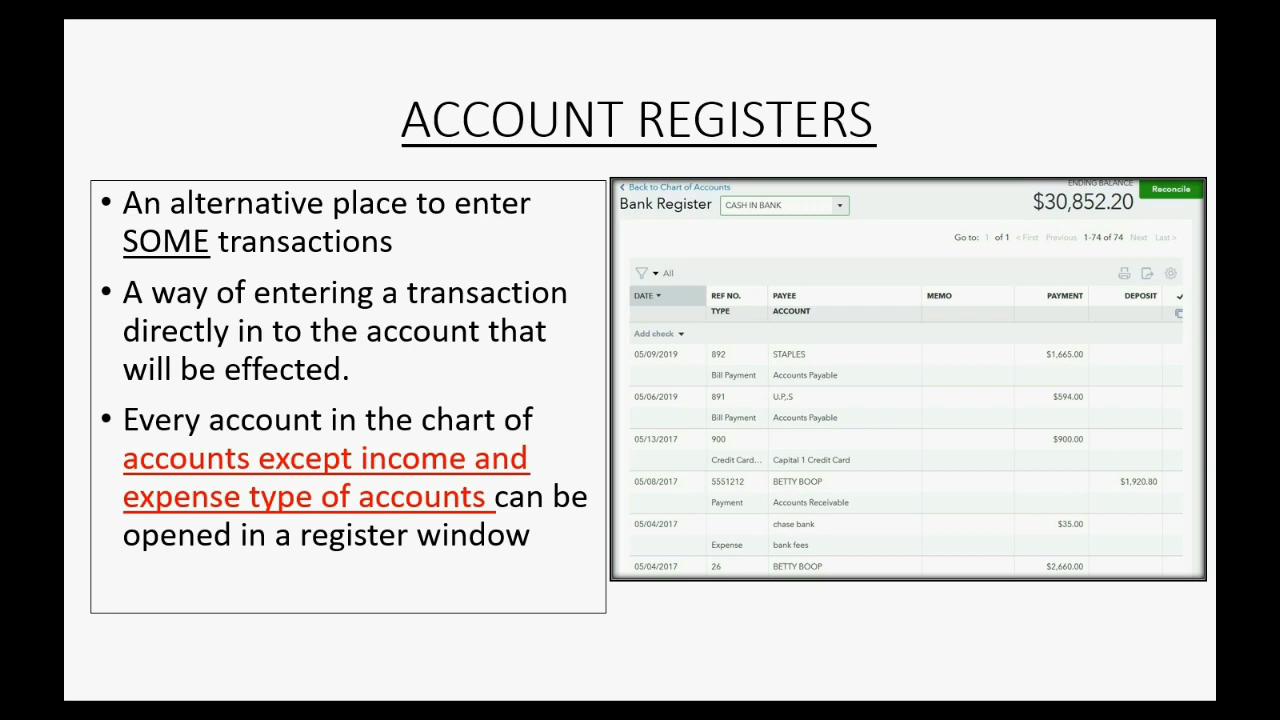 ACCOUNT REGISTERS
• An alternative place to enter
SOME transactions
• A way of entering a transaction
directly in to the account that
will be effected.
• Every account in the chart of
accounts except income and
expense type of accounts can be
opened in a register window
< Back to Chart of Accounts
ENDING BALANCE
Reconcile
Bank Register CASH IN BANK
$30,852.20
Go to: 1 of 1 < First Previous 1-74 of 74 Next Last >
All
DATE REF NO. PAYEE MEMO PAYMENT DEPOSIT ✓
TYPE ACCOUNT
Add check
05/09/2019 892 STAPLES $1,665.00
Bill Payment Accounts Payable
05/06/2019 891 U.P,.S $594.00
Bill Payment Accounts Payable
05/13/2017 900 $900.00
Credit Card... Capital 1 Credit Card
05/08/2017 5551212 BETTY BOOP $1,920.80
Payment Accounts Receivable
05/04/2017 chase bank $35.00
Expense bank fees
05/04/2017 26 BETTY BOOP $2,660.00